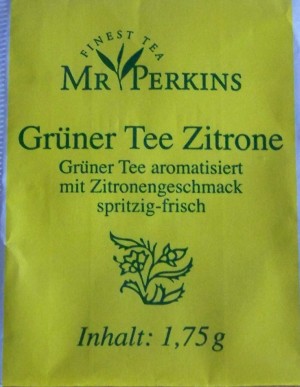 FINEST TEA
MR PERKINS
Grüner Tee Zitrone
Grüner Tee aromatisiert
mit Zitronengeschmack
spritzig-frisch
Inhalt: 1,75 g